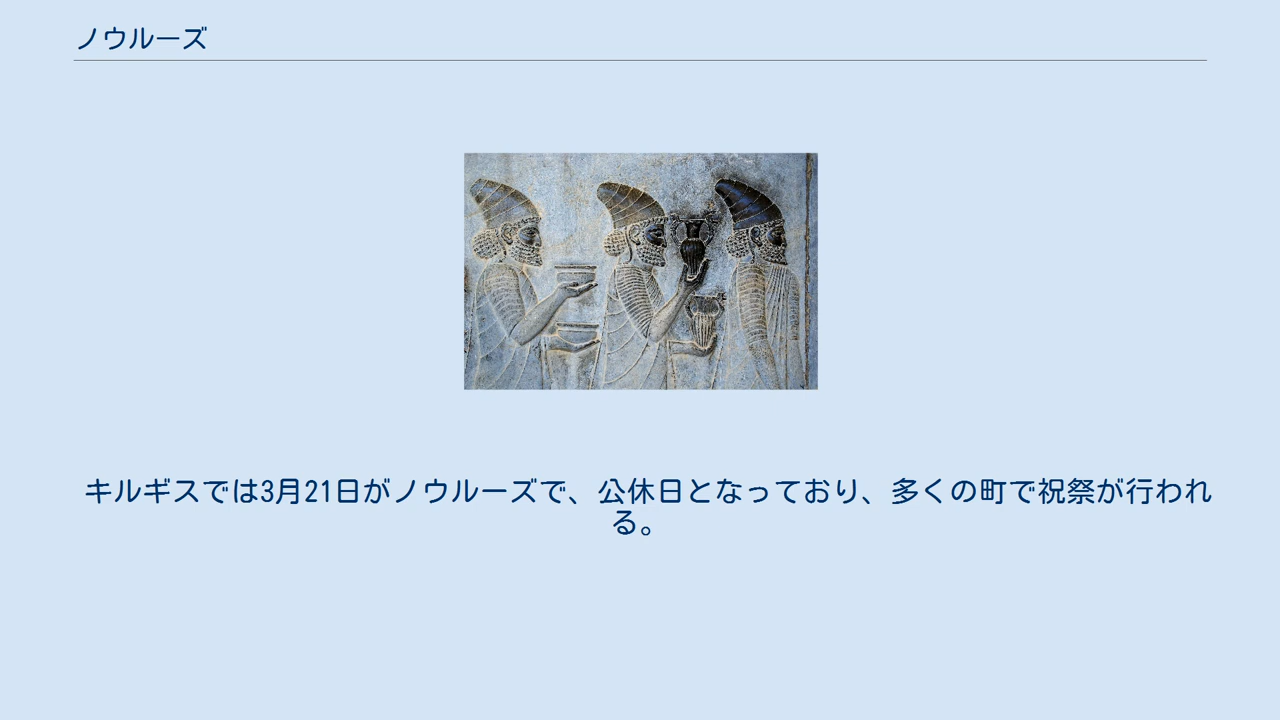 ノウルーズ
キルギスでは3月21日がノウルーズで、公休日となっており、多くの町で祝祭が行われ
る。